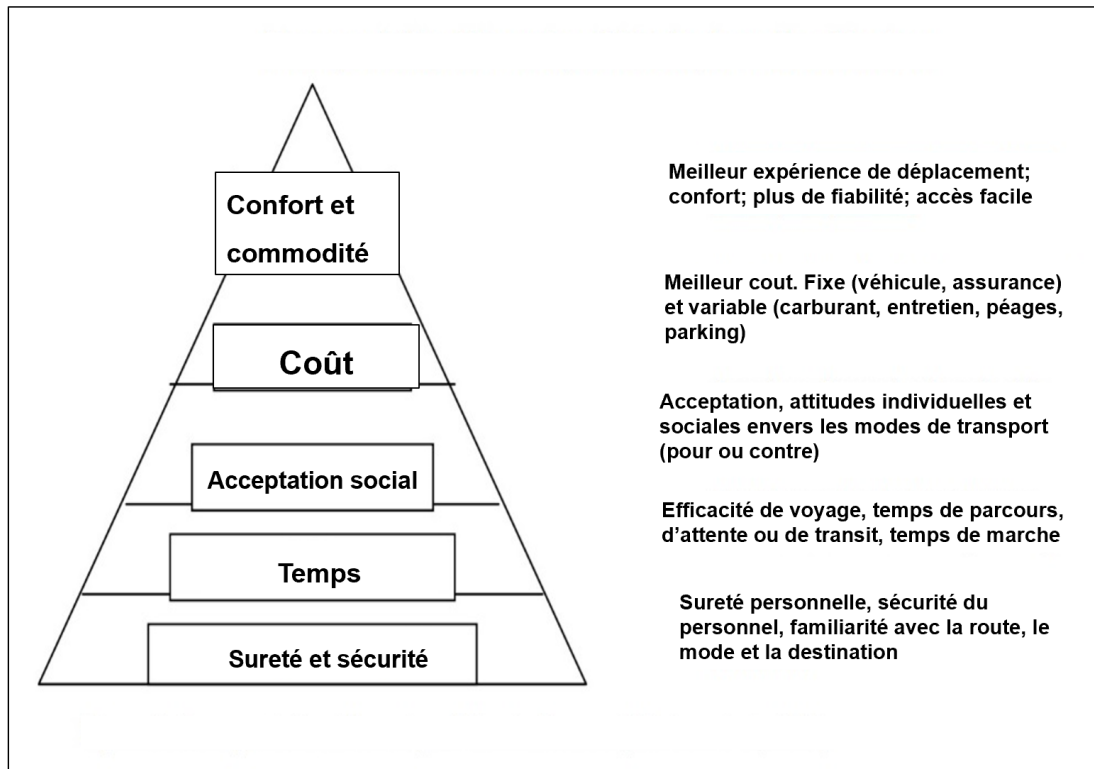 Confort et
commodité
Meilleur expérience de déplacement;
confort; plus de fiabilité; accès facile
Coût
Meilleur cout. Fixe (véhicule, assurance)
et variable (carburant, entretien, péages,
parking)
Acceptation social
Acceptation, attitudes individuelles et
sociales envers les modes de transport
(pour ou contre)
Temps
Efficacité de voyage, temps de parcours,
d’attente ou de transit, temps de marche
Sureté et sécurité
Sureté personnelle, sécurité du
personnel, familiarité avec la route, le
mode et la destination